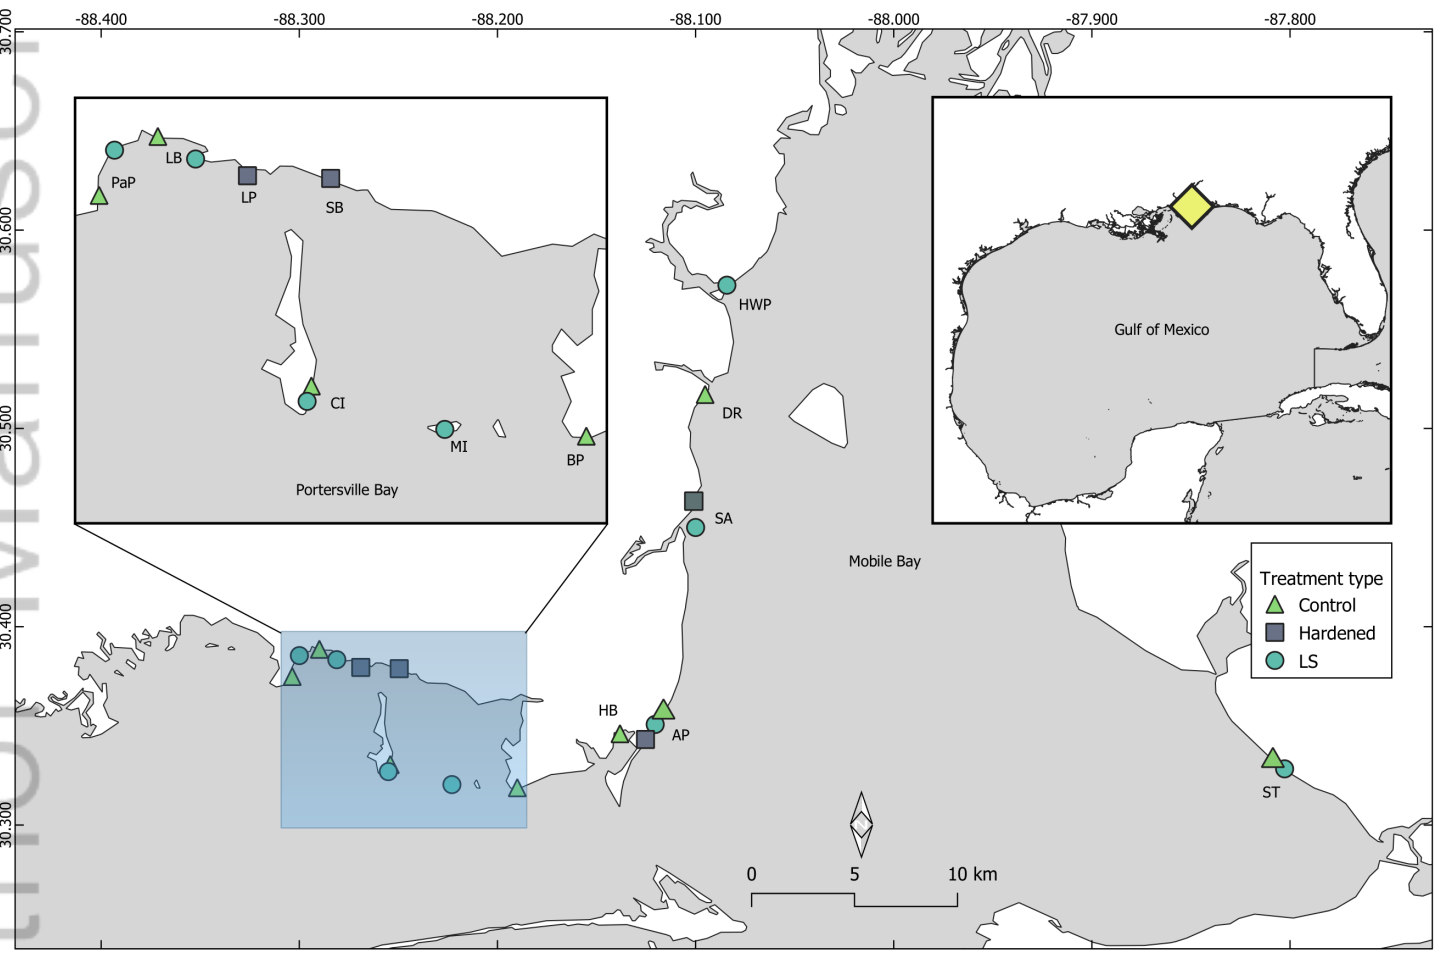 -88.400 -88.300 -88.200 -88.100 -88.000 -87.900 -87.800
30.700
30.600
30.500
30.400
30.300
PaP
LB
LP
SB
CI
MI
BP
Portersville Bay
HWP
DR
SA
HB
AP
Mobile Bay
Gulf of Mexico
Treatment type
Control
Hardened
LS
ST
0 5 10 km